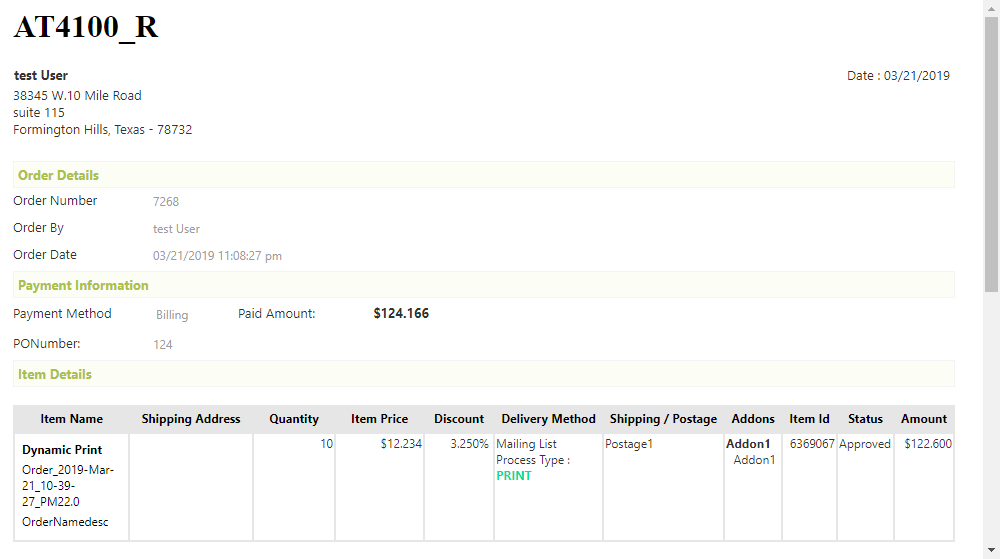 AT4100_R
test User
Date : 03/21/2019
38345 W.10 Mile Road
suite 115
Formington Hills, Texas - 78732
Order Details
Order Number 7268
Order By test User
Order Date 03/21/2019 11:08:27 pm
Payment Information
Payment Method Billing Paid Amount: $124.166
PONumber: 124
Item Details
Item Name Shipping Address Quantity Item Price Discount Delivery Method Shipping / Postage Addons Item Id Status Amount
Dynamic Print
Order_2019-Mar-
21_10-39-
27_PM22.0
OrderNamedesc
10
$12.234
3.250%
Mailing List
Process Type :
PRINT
Postage1
Addon1
Addon1
6369067
Approved
$122.600